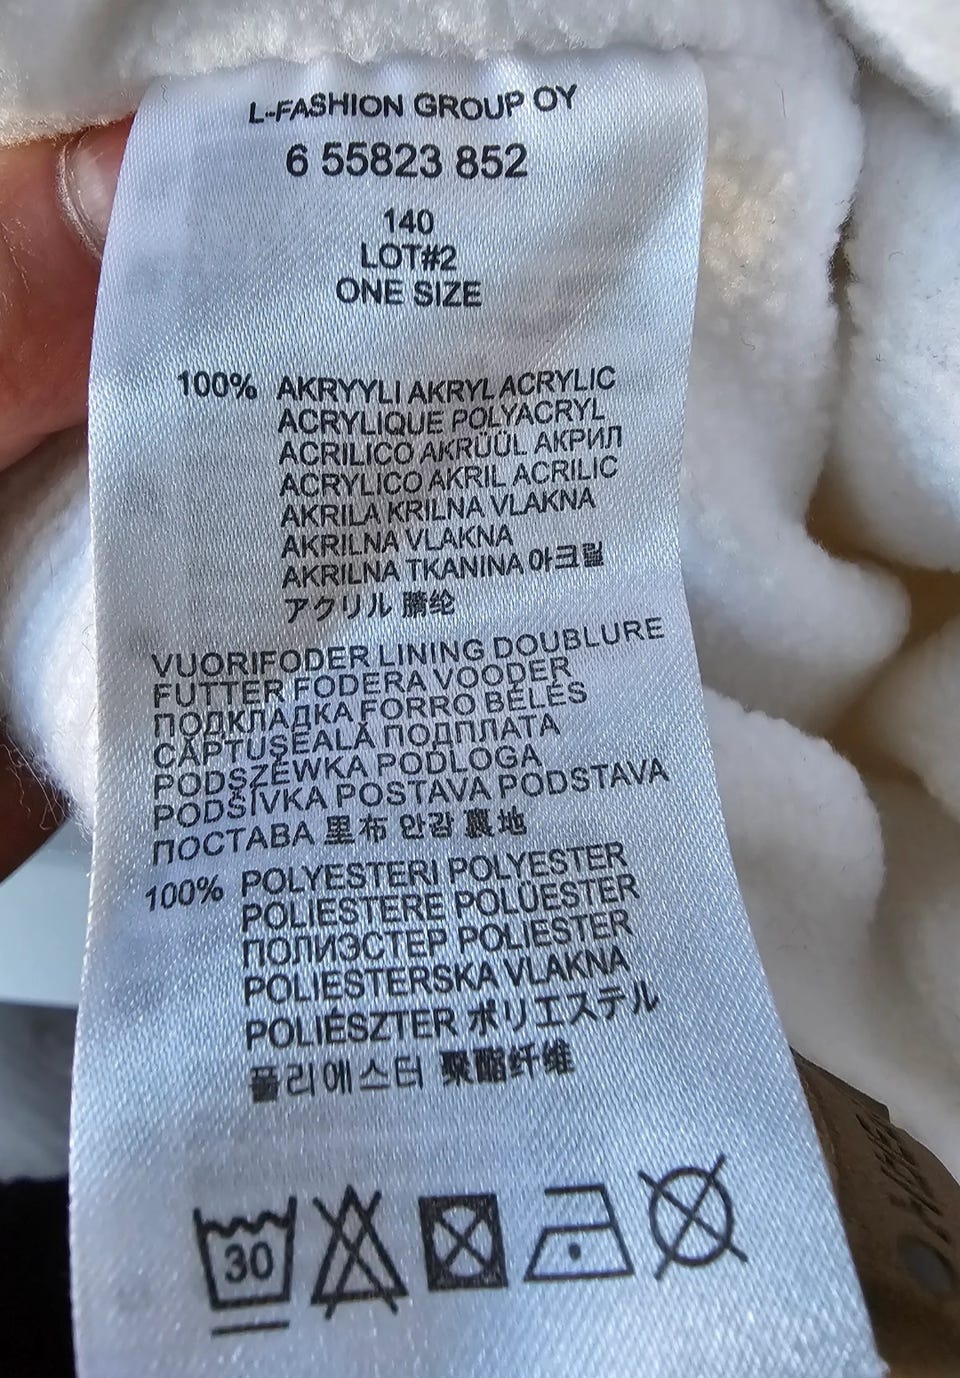 L-FASHION GROUP OY
6 55823 852
140
LOT#2
ONE SIZE
100% AKRYYLI AKRYL ACRYLIC
ACRYLIQUE POLYACRYL
ACRILICO AKRÜÜL АКРИЛ
ACRYLICO AKRIL ACRILIC
AKRILA KRILNA VLAKNA
AKRILNA VLAKNA
AKRILNA TKANINA 아크릴
アクリル 腈纶
VUORIFODER LINING DOUBLURE
FUTTER FODERA VOODER
ПОДКЛАДКА FORRO BÉLÉS
CĂPTUŞEALĂ ПОДПЛАТА
PODSZEWKA PODLOGA
PODŠÍVKA POSTAVA PODSTAVA
ПОСТАВА 里布 안감 裏地
100% POLYESTERI POLYESTER
POLIESTERE POLÜESTER
ПОЛИЭСТЕР POLIESTER
POLIESTERSKA VLAKNA
POLIÉSZTER ポリエステル
폴리에스터 聚酯纤维
30